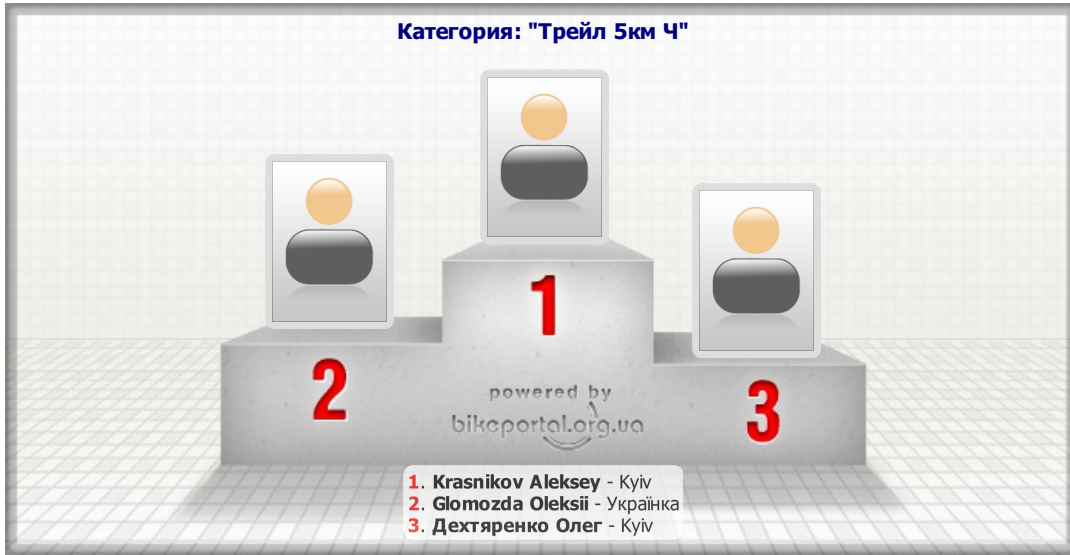 Категория: "Трейл 5км Ч"
1
2
3
powered by
bikeportal.org.ua
1. Krasnikov Aleksey - Kyiv
2. Glomozda Oleksii - Українка
3. Дехтяренко Олег - Kyiv